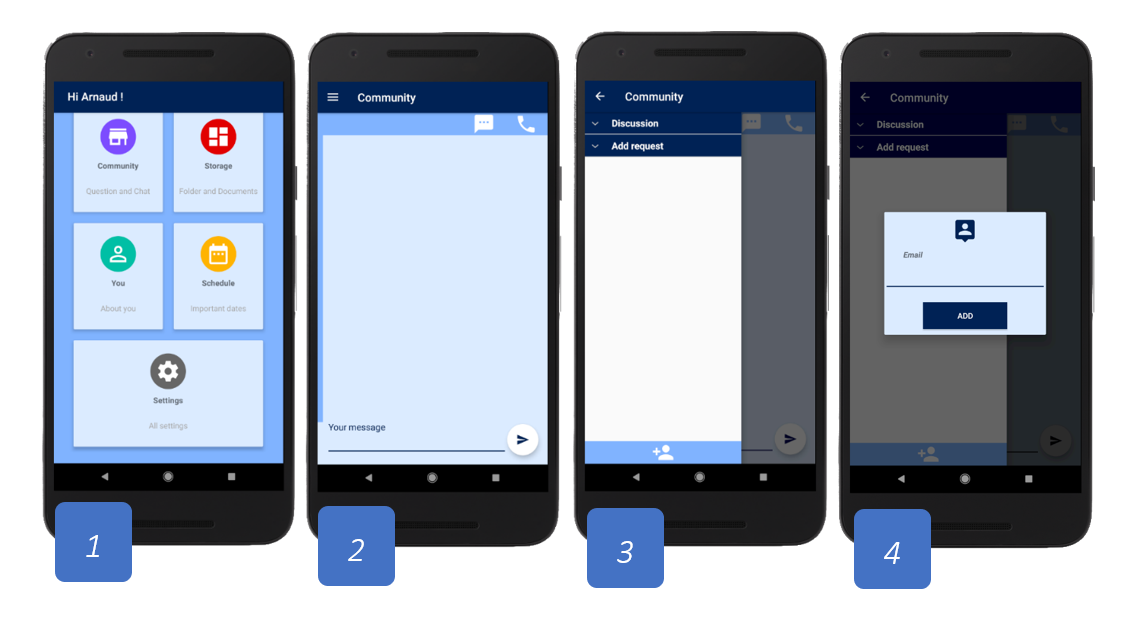 Hi Arnaud !
Community
Storage
Question and Chat
Folder and Documents
You
Schedule
About you
Important dates
Settings
All settings
1
Community
Your message
2
Community
Discussion
Add request
3
Community
Discussion
Add request
Email
ADD
4